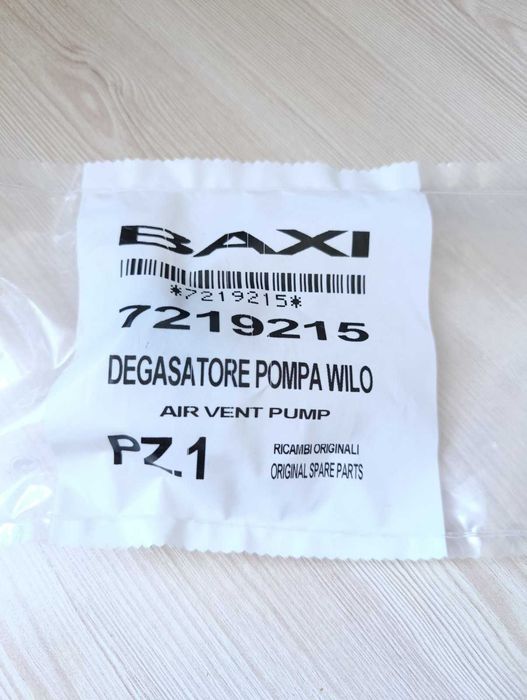 BAXI
*7219215*
7219215
DEGASATORE POMPA WILO
AIR VENT PUMP
PZ.1
RICAMBI ORIGINALI
ORIGINAL SPARE PARTS